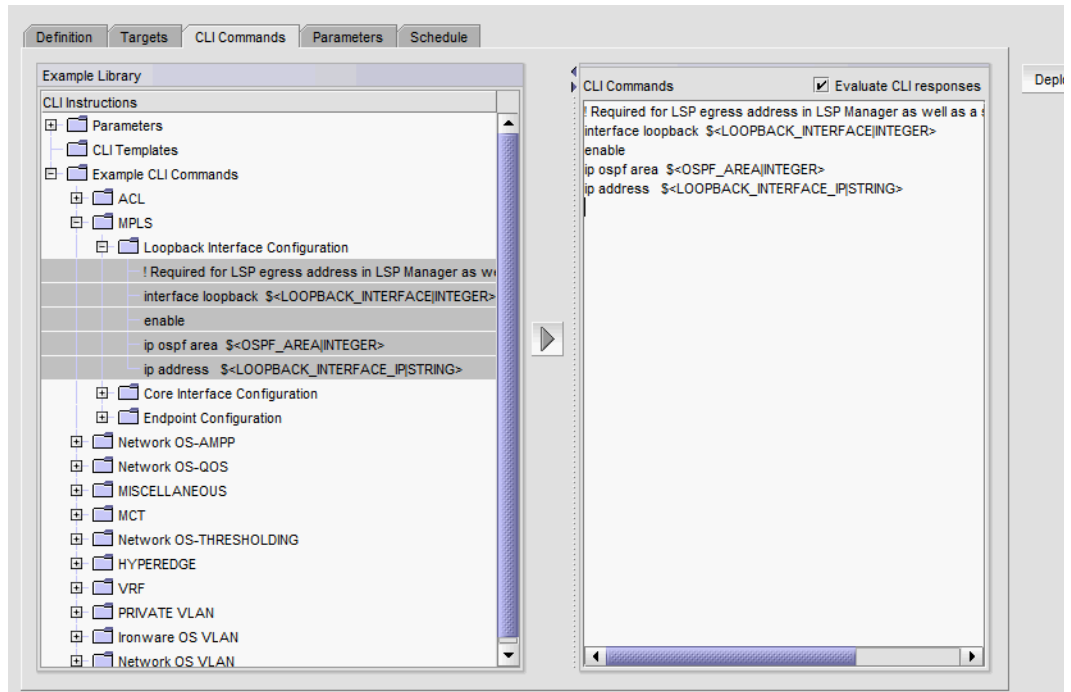 Definition Targets CLI Commands Parameters Schedule
Example Library
CLI Instructions
Parameters
CLI Templates
Example CLI Commands
ACL
MPLS
Loopback Interface Configuration
! Required for LSP egress address in LSP Manager as we
interface loopback $<LOOPBACK_INTERFACE|INTEGER>
enable
ip ospf area $<OSPF_AREA|INTEGER>
ip address $<LOOPBACK_INTERFACE_IP|STRING>
Core Interface Configuration
Endpoint Configuration
Network OS-AMPP
Network OS-QOS
MISCELLANEOUS
MCT
Network OS-THRESHOLDING
HYPEREDGE
VRF
PRIVATE VLAN
Ironware OS VLAN
Network OS VLAN
CLI Commands Evaluate CLI responses
! Required for LSP egress address in LSP Manager as well as a s
interface loopback $<LOOPBACK_INTERFACE|INTEGER>
enable
ip ospf area $<OSPF_AREA|INTEGER>
ip address $<LOOPBACK_INTERFACE_IP|STRING>
Depl